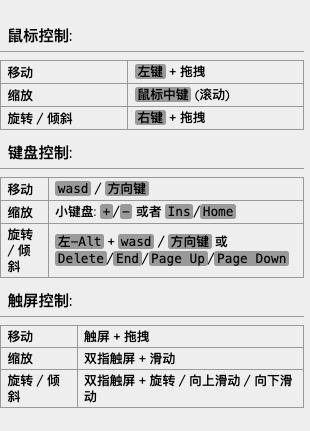 鼠标控制:
移动 左键 + 拖拽
缩放 鼠标中键 (滚动)
旋转 / 倾斜 右键 + 拖拽
键盘控制:
移动 wasd / 方向键
缩放 小键盘: +/- 或者 Ins/Home
旋转
/ 倾
斜
左-Alt + wasd / 方向键 或
Delete/End/Page Up/Page Down
触屏控制:
移动 触屏 + 拖拽
缩放 双指触屏 + 滑动
旋转 / 倾
斜
双指触屏 + 旋转 / 向上滑动 / 向下滑
动